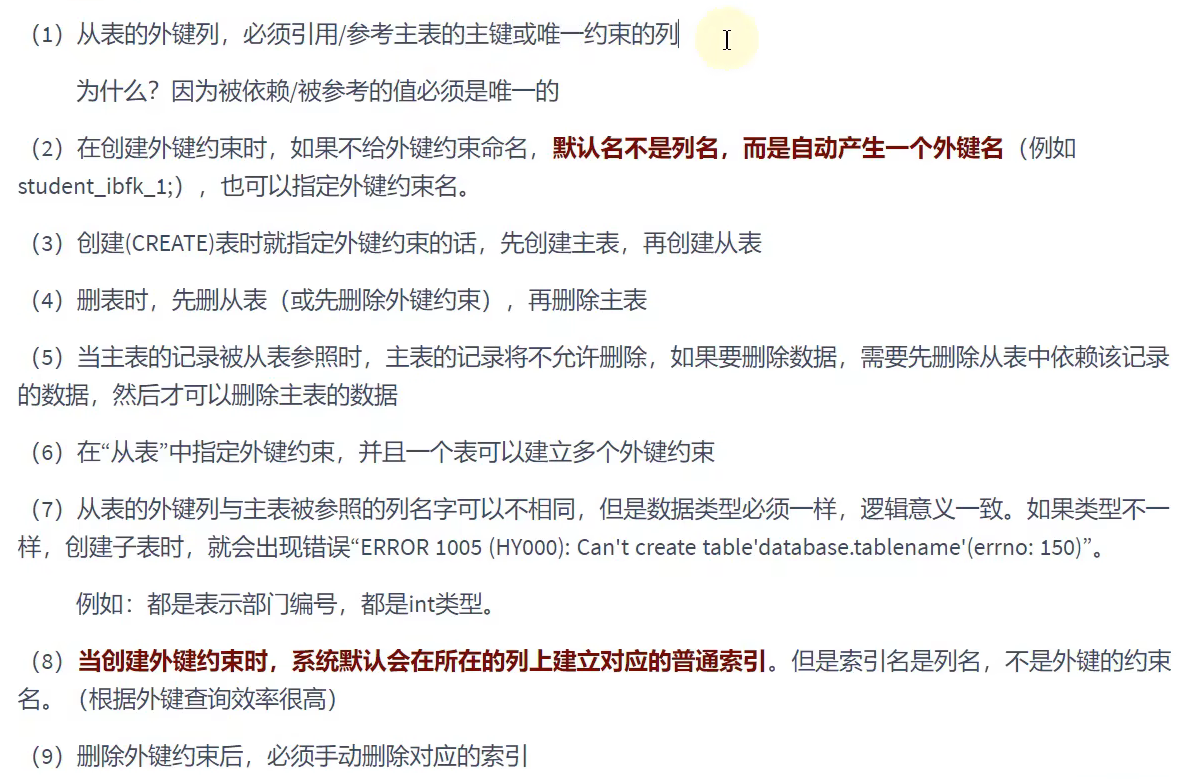 （1）从表的外键列，必须引用/参考主表的主键或唯一约束的列
为什么？因为被依赖/被参考的值必须是唯一的
（2）在创建外键约束时，如果不给外键约束命名，默认名不是列名，而是自动产生一个外键名（例如
student_ibfk_1;），也可以指定外键约束名。
（3）创建(CREATE)表时就指定外键约束的话，先创建主表，再创建从表
（4）删表时，先删从表（或先删除外键约束），再删除主表
（5）当主表的记录被从表参照时，主表的记录将不允许删除，如果要删除数据，需要先删除从表中依赖该记录
的数据，然后才可以删除主表的数据
（6）在“从表”中指定外键约束，并且一个表可以建立多个外键约束
（7）从表的外键列与主表被参照的列名字可以不相同，但是数据类型必须一样，逻辑意义一致。如果类型不一
样，创建子表时，就会出现错误“ERROR 1005 (HY000): Can't create table'database.tablename'(errno: 150)”。
例如：都是表示部门编号，都是int类型。
（8）当创建外键约束时，系统默认会在所在的列上建立对应的普通索引。但是索引名是列名，不是外键的约束
名。（根据外键查询效率很高）
（9）删除外键约束后，必须手动删除对应的索引